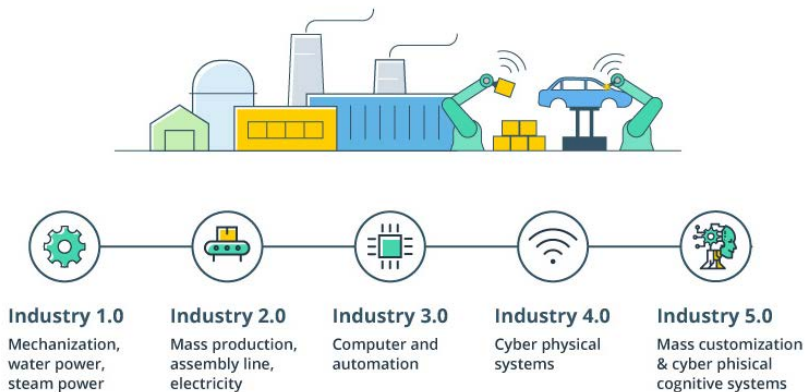 Industry 1.0
Mechanization,
water power,
steam power
Industry 2.0
Mass production,
assembly line,
electricity
Industry 3.0
Computer and
automation
Industry 4.0
Cyber physical
systems
Industry 5.0
Mass customization
& cyber phisical
cognitive systems